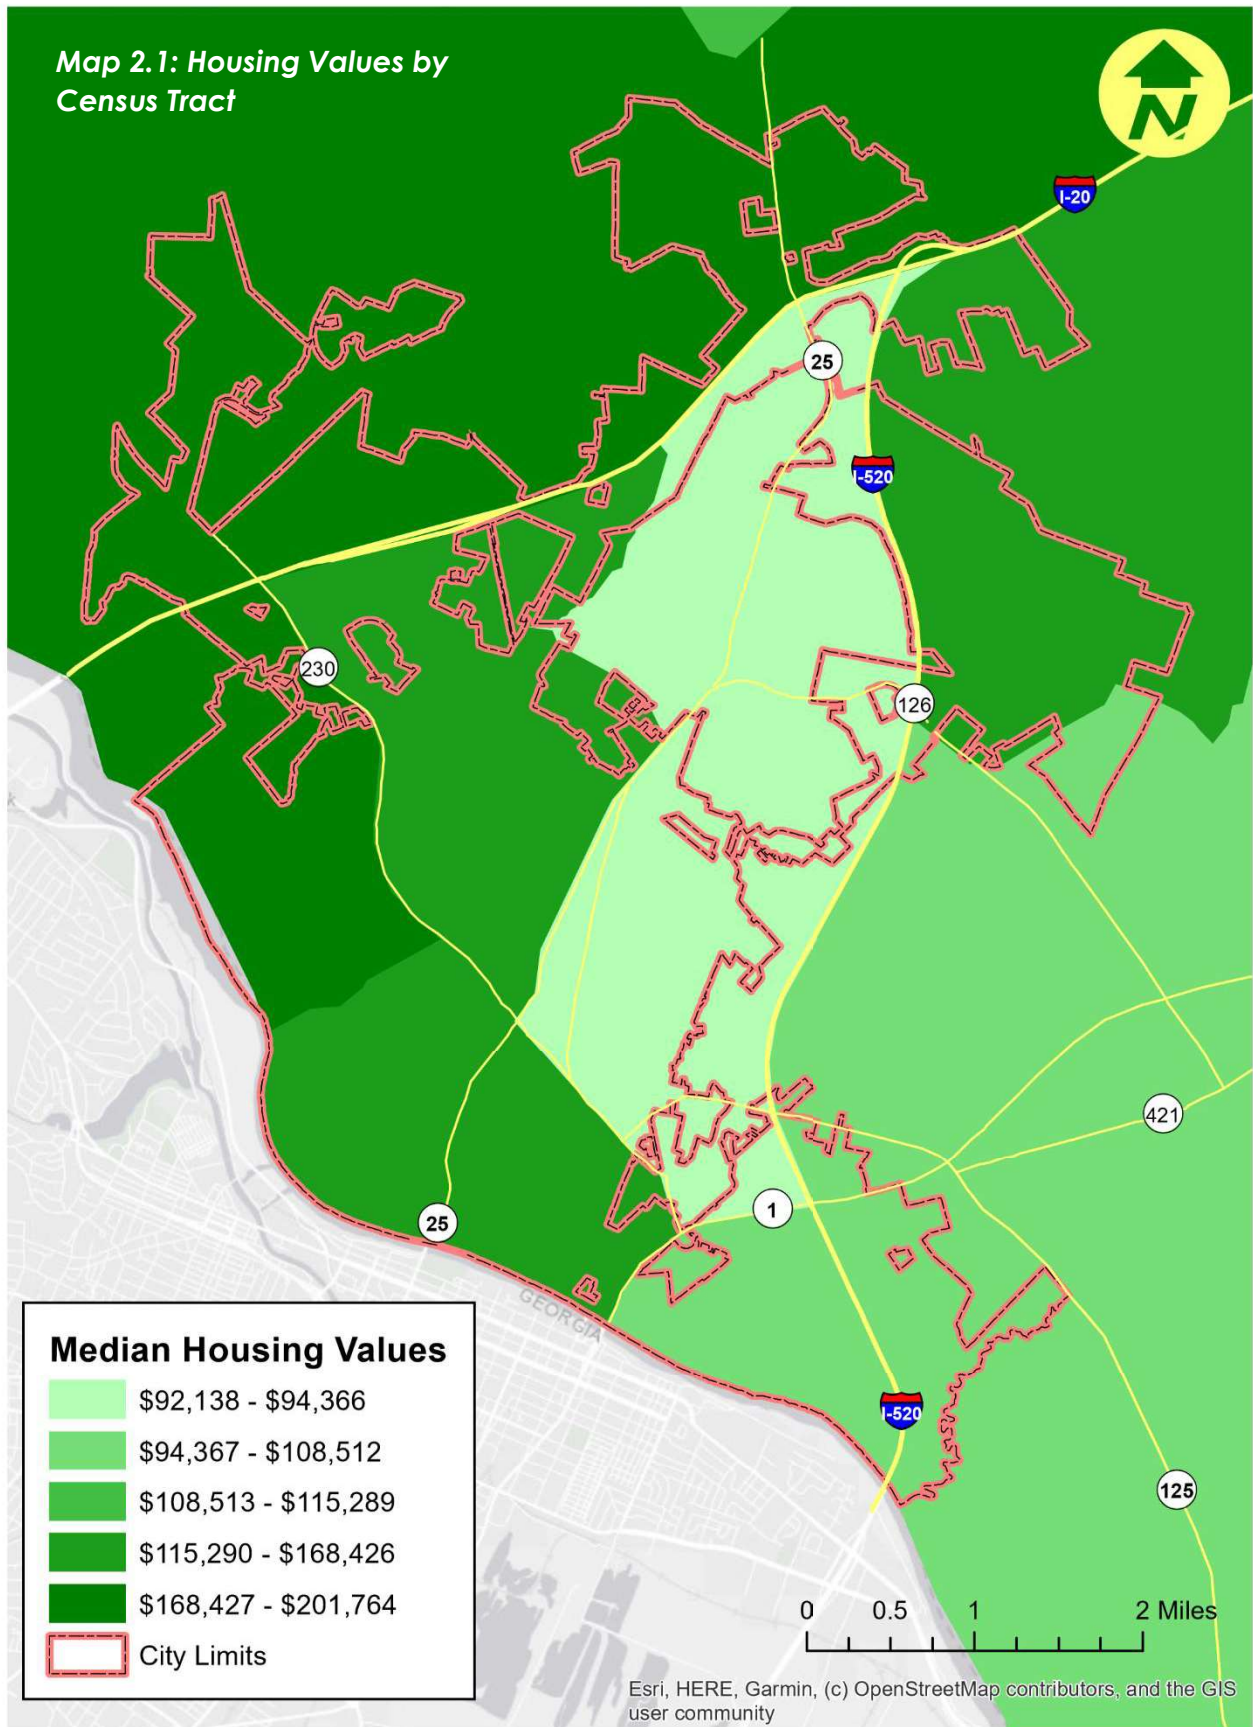 Map 2.1: Housing Values by
Census Tract
N
I-20
25
I-520
230
126
421
1
25
GEORGIA
I-520
125
Median Housing Values
$92,138 - $94,366
$94,367 - $108,512
$108,513 - $115,289
$115,290 - $168,426
$168,427 - $201,764
City Limits
0 0.5 1 2 Miles
Esri, HERE, Garmin, (c) OpenStreetMap contributors, and the GIS
user community